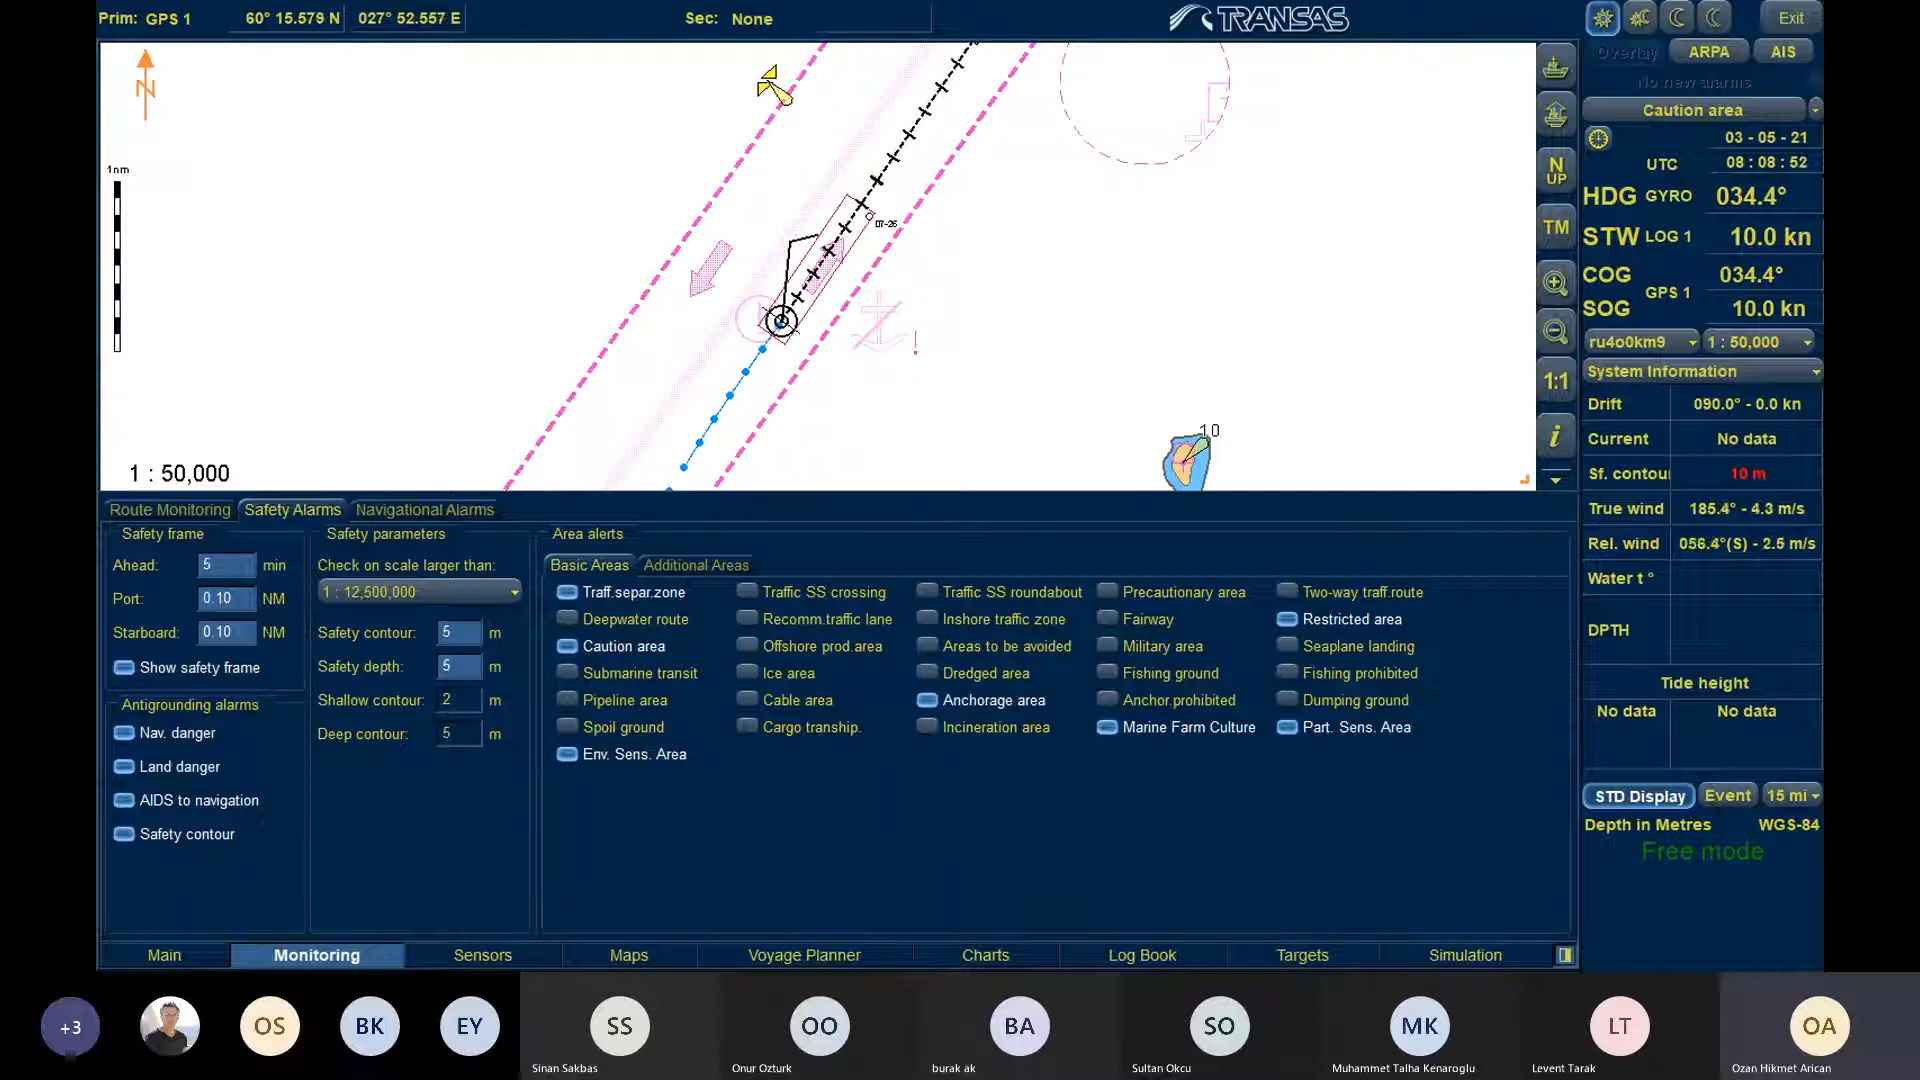 Prim: GPS 1 60° 15.579 N 027° 52.557 E Sec: None TRANSAS Exit
Overlay ARPA AIS
No new alarms
Caution area
03 - 05 - 21
UTC 08 : 08 : 52
HDG GYRO 034.4°
STW LOG 1 10.0 kn
COG 034.4°
GPS 1
SOG 10.0 kn
ru4o0km9 1 : 50,000
System Information
Drift 090.0° - 0.0 kn
Current No data
Sf. contour 10 m
True wind 185.4° - 4.3 m/s
Rel. wind 056.4°(S) - 2.5 m/s
Water t °
DPTH
Tide height
No data No data
STD Display Event 15 mi
Depth in Metres WGS-84
Free mode
N
1nm
07-26
10
1 : 50,000
N UP
TM
1:1
i
Route Monitoring Safety Alarms Navigational Alarms
Safety frame
Ahead: 5 min
Port: 0.10 NM
Starboard: 0.10 NM
Show safety frame
Antigrounding alarms
Nav. danger
Land danger
AIDS to navigation
Safety contour
Safety parameters
Check on scale larger than:
1 : 12,500,000
Safety contour: 5 m
Safety depth: 5 m
Shallow contour: 2 m
Deep contour: 5 m
Area alerts
Basic Areas Additional Areas
Traff.separ.zone Traffic SS crossing Traffic SS roundabout Precautionary area Two-way traff.route
Deepwater route Recomm.traffic lane Inshore traffic zone Fairway Restricted area
Caution area Offshore prod.area Areas to be avoided Military area Seaplane landing
Submarine transit Ice area Dredged area Fishing ground Fishing prohibited
Pipeline area Cable area Anchorage area Anchor.prohibited Dumping ground
Spoil ground Cargo tranship. Incineration area Marine Farm Culture Part. Sens. Area
Env. Sens. Area
Main Monitoring Sensors Maps Voyage Planner Charts Log Book Targets Simulation
+3 OS BK EY SS OO BA SO MK LT OA
Sinan Sakbas Onur Ozturk burak ak Sultan Okcu Muhammet Talha Kenaroglu Levent Tarak Ozan Hikmet Arican